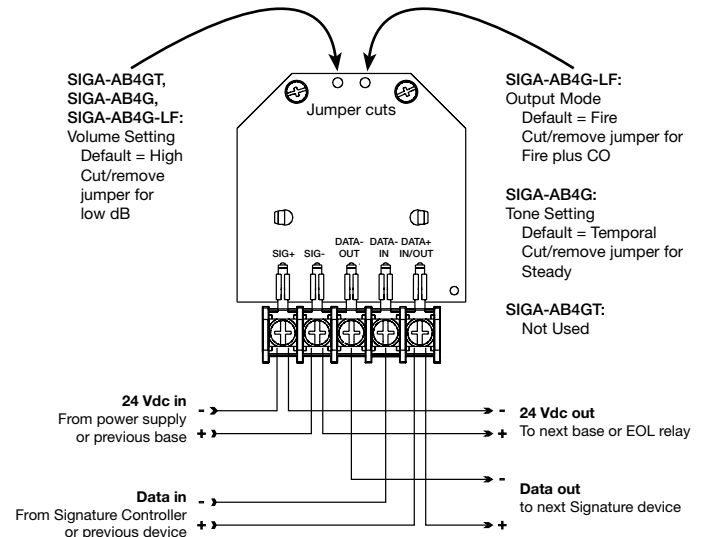 SIGA-AB4GT,
SIGA-AB4G,
SIGA-AB4G-LF:
Volume Setting
Default = High
Cut/remove
jumper for
low dB
Jumper cuts
SIGA-AB4G-LF:
Output Mode
Default = Fire
Cut/remove jumper for
Fire plus CO
SIGA-AB4G:
Tone Setting
Default = Temporal
Cut/remove jumper for
Steady
SIGA-AB4GT:
Not Used
SIG+ SIG- DATA- OUT DATA- IN DATA+ IN/OUT
24 Vdc in
From power supply
or previous base
-
+
24 Vdc out
To next base or EOL relay
-
+
Data in
From Signature Controller
or previous device
-
+
Data out
to next Signature device
-
+